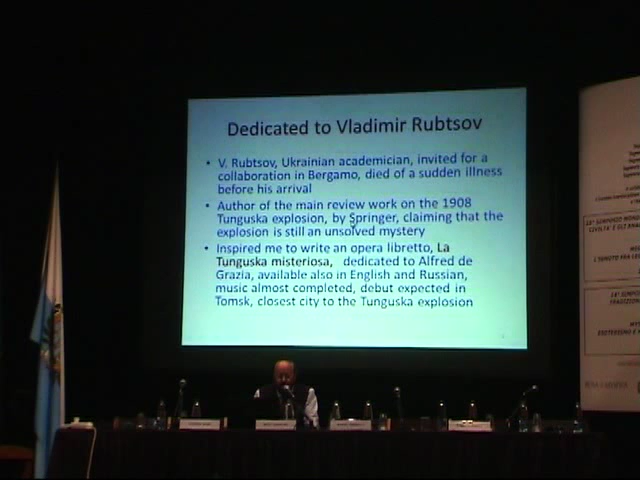 Dedicated to Vladimir Rubtsov
• V. Rubtsov, Ukrainian academician, invited for a
collaboration in Bergamo, died of a sudden illness
before his arrival
• Author of the main review work on the 1908
Tunguska explosion, by Springer, claiming that the
explosion is still an unsolved mystery
• Inspired me to write an opera libretto, La
Tunguska misteriosa, dedicated to Alfred de
Grazia, available also in English and Russian,
music almost completed, debut expected in
Tomsk, closest city to the Tunguska explosion